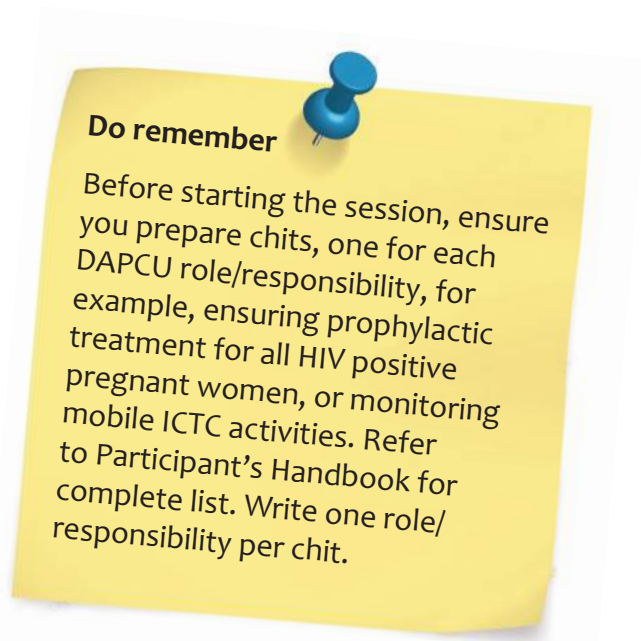 Do remember
Before starting the session, ensure
you prepare chits, one for each
DAPCU role/responsibility, for
example, ensuring prophylactic
treatment for all HIV positive
pregnant women, or monitoring
mobile ICTC activities. Refer
to Participant’s Handbook for
complete list. Write one role/
responsibility per chit.